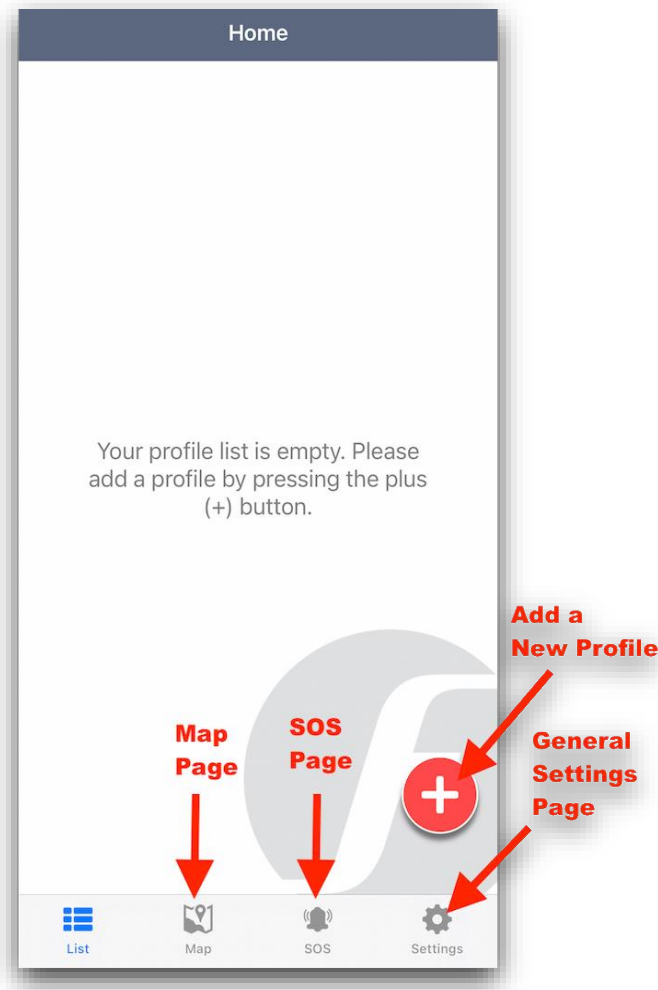 Home
Your profile list is empty. Please
add a profile by pressing the plus
(+) button.
Add a
New Profile
Map
Page
SOS
Page
General
Settings
Page
List
Map
SOS
Settings